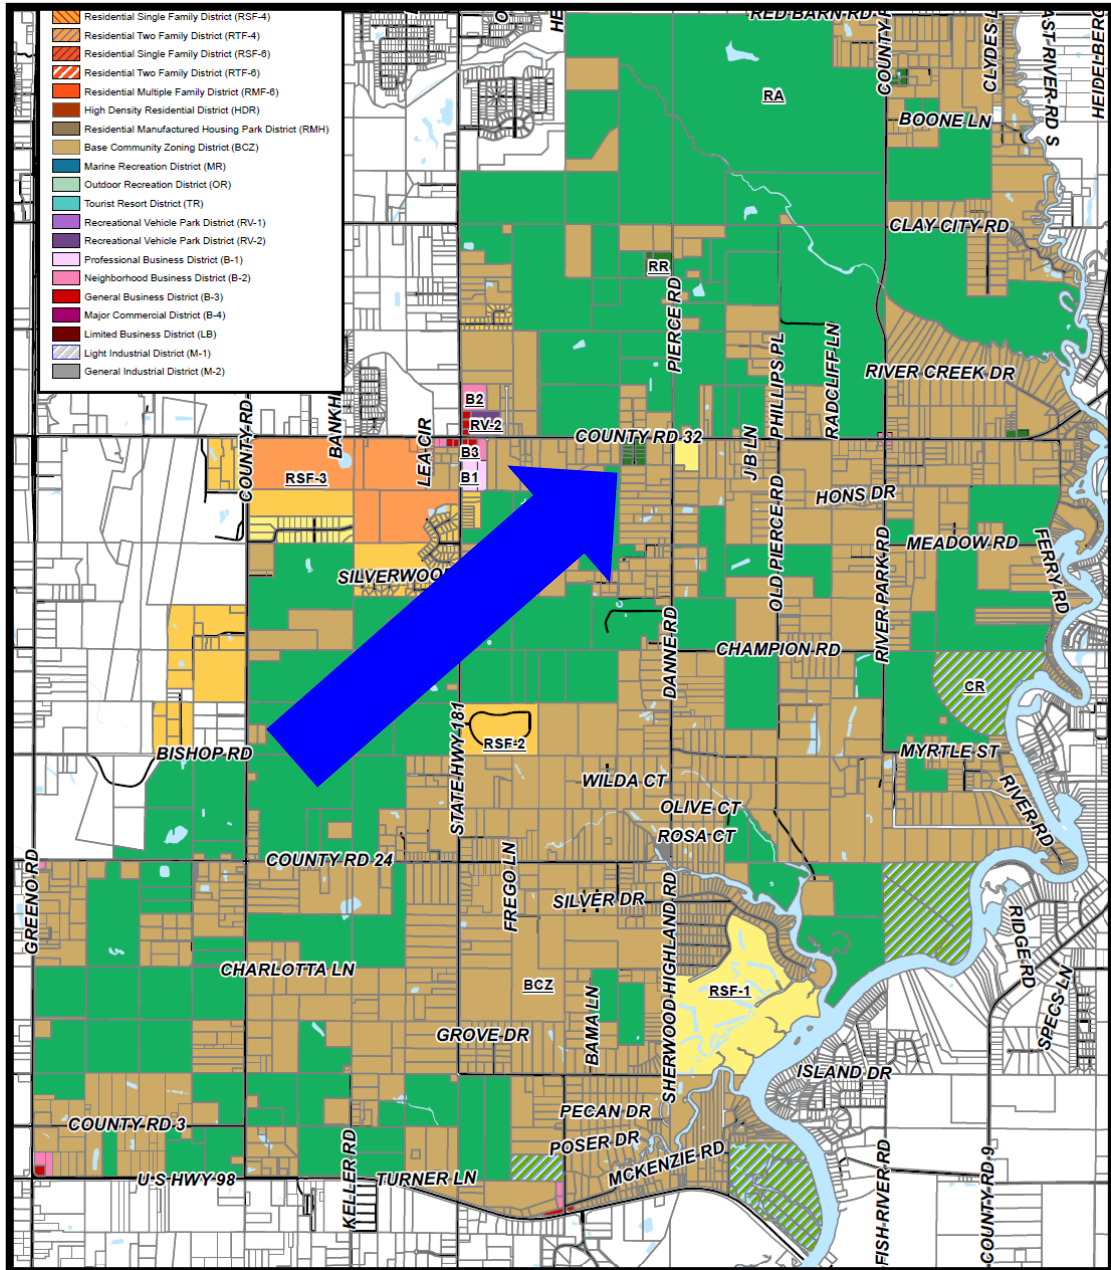 Residential Single Family District (RSF-4)
Residential Two Family District (RTF-4)
Residential Single Family District (RSF-6)
Residential Two Family District (RTF-6)
Residential Multiple Family District (RMF-6)
High Density Residential District (HDR)
Residential Manufactured Housing Park District (RMH)
Base Community Zoning District (BCZ)
Marine Recreation District (MR)
Outdoor Recreation District (OR)
Tourist Resort District (TR)
Recreational Vehicle Park District (RV-1)
Recreational Vehicle Park District (RV-2)
Professional Business District (B-1)
Neighborhood Business District (B-2)
General Business District (B-3)
Major Commercial District (B-4)
Limited Business District (LB)
Light Industrial District (M-1)
General Industrial District (M-2)
RED BARN RD
COUNTY
CLYDES L
AST RIVER RD S
HEIDELBERG
RA
BOONE LN
CLAY CITY RD
RR
PIERCE RD
PHILLIPS PL
RADCLIFF LN
RIVER CREEK DR
B2
RV-2
BANKH
COUNTY RD
LEA CIR
COUNTY RD 32
B3
B1
RSF-3
J B LN
HONS DR
OLD PIERCE RD
RIVER PARK RD
MEADOW RD
FERRY RD
SILVERWOO
DANNE RD
CHAMPION RD
CR
STATE HWY 181
RSF-2
BISHOP RD
MYRTLE ST
WILDA CT
OLIVE CT
ROSA CT
RIVER RD
COUNTY RD 24
GREENO RD
FREGO LN
SILVER DR
SHERWOOD HIGHLAND RD
RIDGE RD
SPECS LN
CHARLOTTA LN
BCZ
RSF-1
BAMA LN
GROVE DR
ISLAND DR
PECAN DR
COUNTY RD 3
POSER DR
MCKENZIE RD
KELLER RD
U S HWY 98
TURNER LN
FISH RIVER RD
COUNTY RD 9